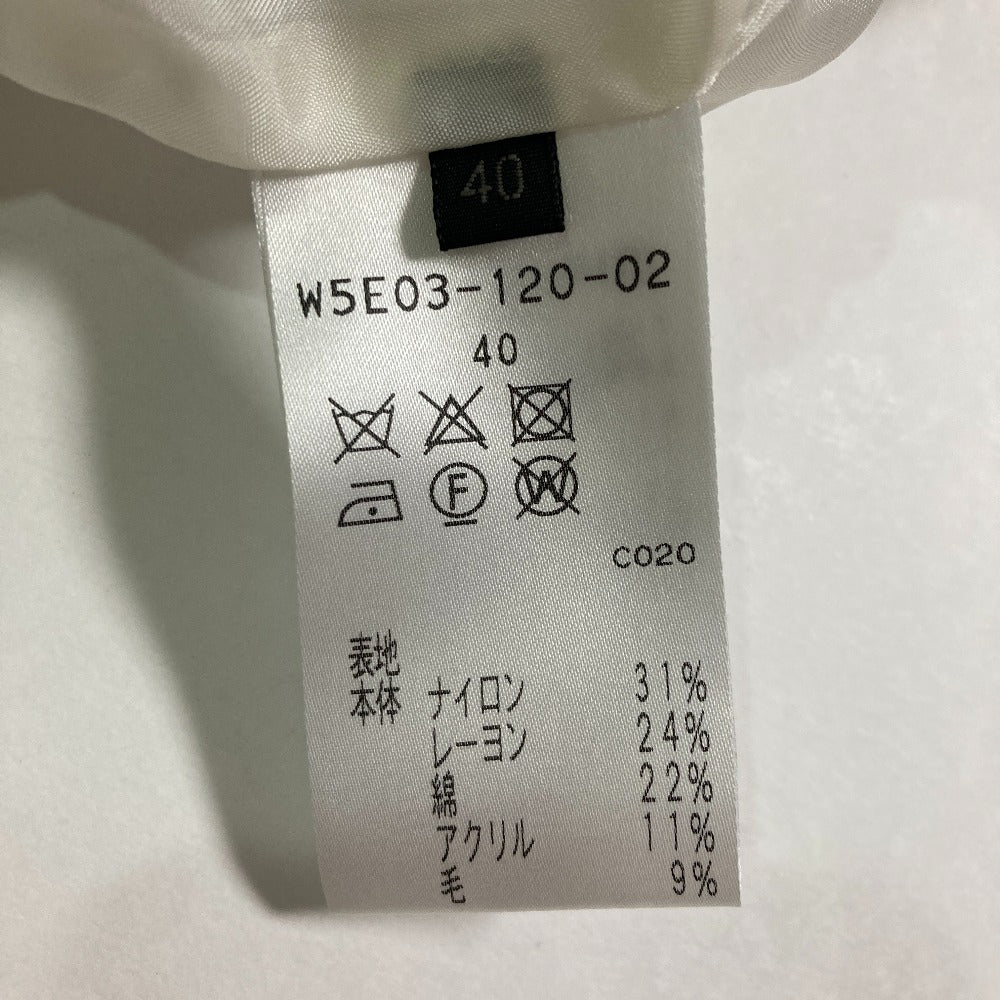 40
W5E03-120-02
40
F
W
C020
表地
本体 ナイロン 31%
レーヨン 24%
綿 22%
アクリル 11%
毛 9%